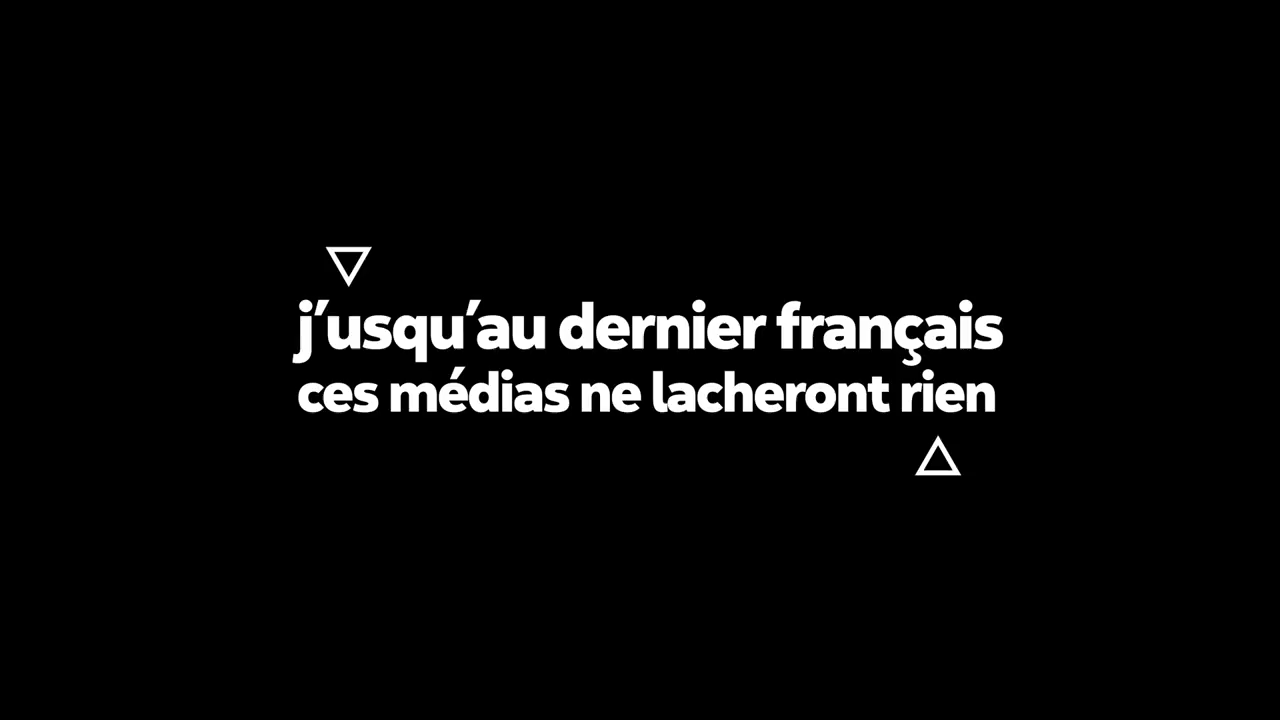 j’usqu’au dernier français
ces médias ne lacheront rien